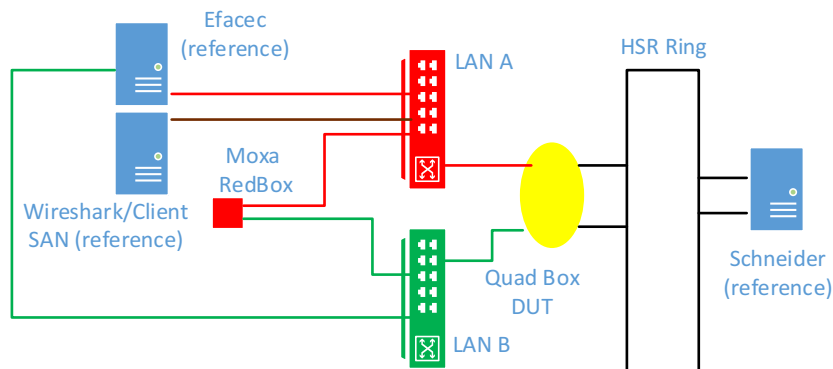 Efacec
(reference)
LAN A
HSR Ring
Moxa
RedBox
Wireshark/Client
SAN (reference)
Quad Box
DUT
Schneider
(reference)
LAN B